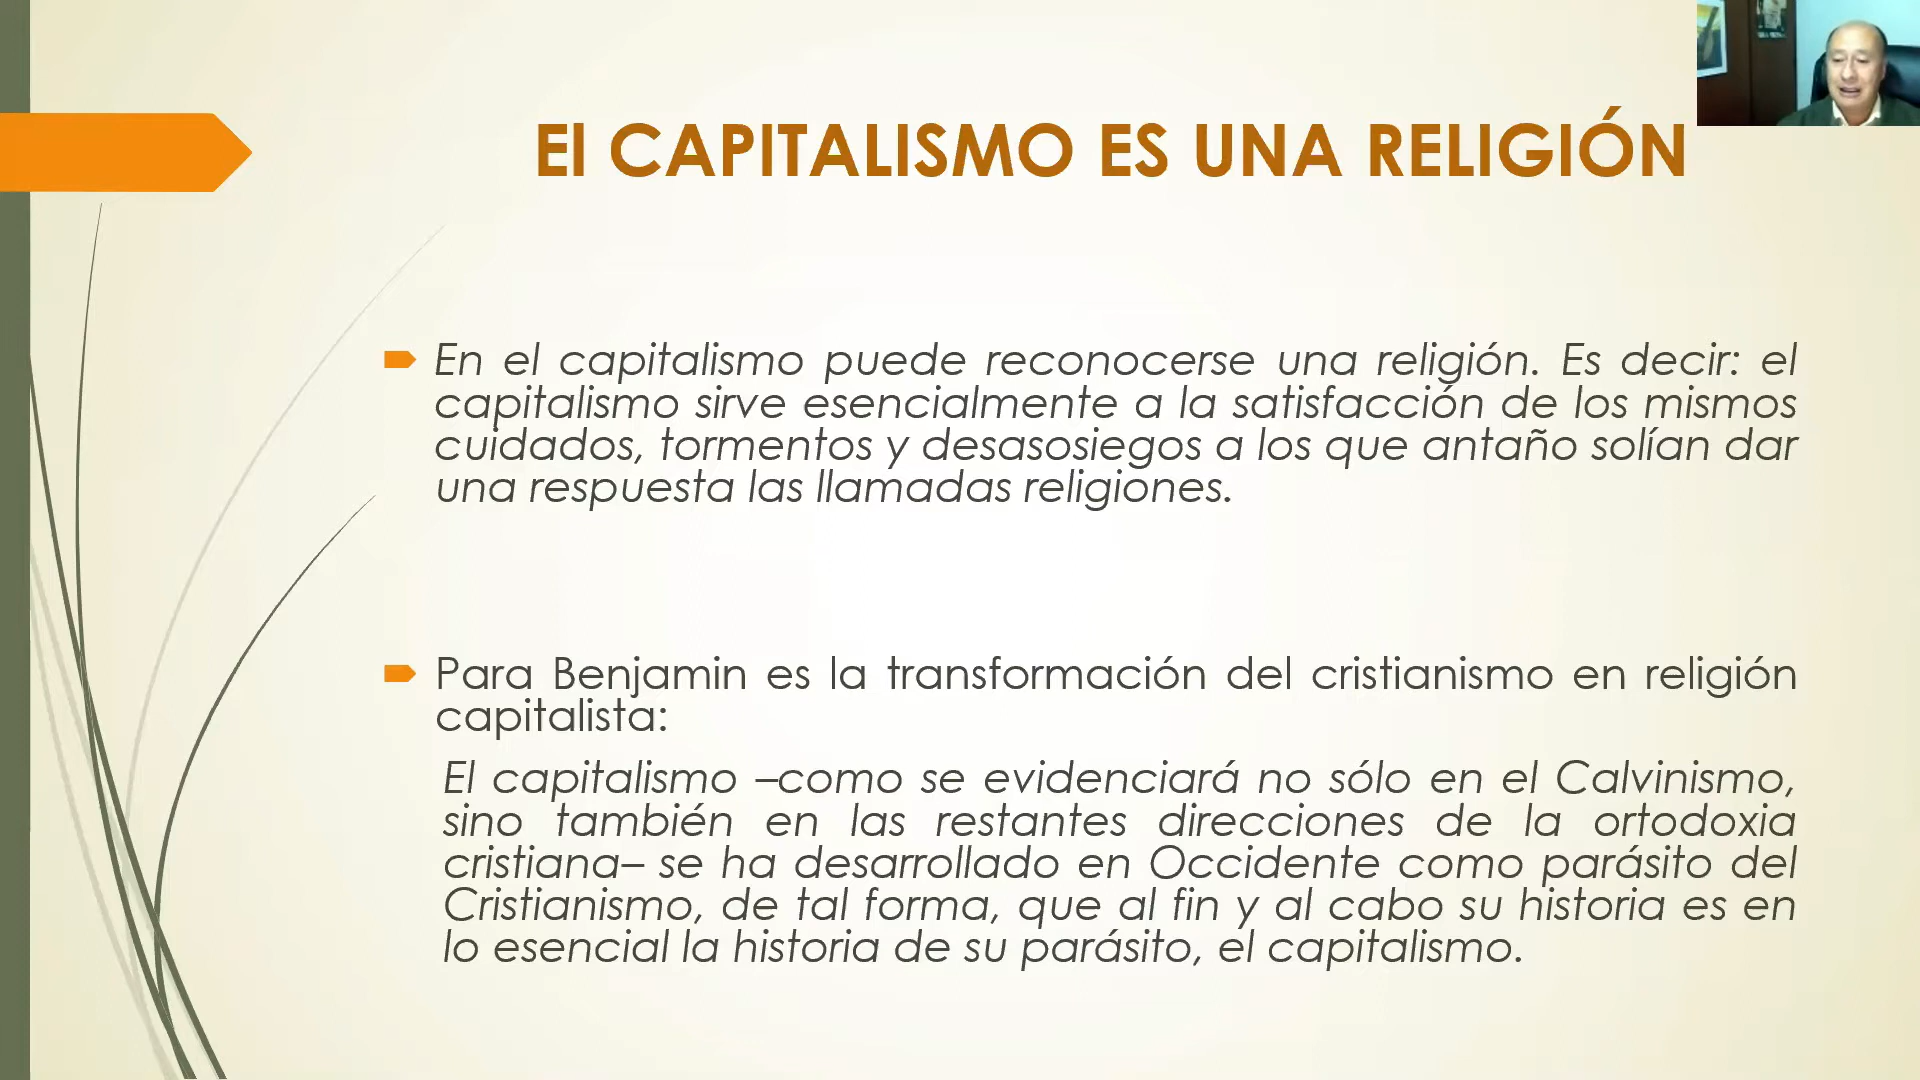 El CAPITALISMO ES UNA RELIGIÓN
En el capitalismo puede reconocerse una religión. Es decir: el
capitalismo sirve esencialmente a la satisfacción de los mismos
cuidados, tormentos y desasosiegos a los que antaño solían dar
una respuesta las llamadas religiones.
Para Benjamin es la transformación del cristianismo en religión
capitalista:
El capitalismo –como se evidenciará no sólo en el Calvinismo,
sino también en las restantes direcciones de la ortodoxia
cristiana– se ha desarrollado en Occidente como parásito del
Cristianismo, de tal forma, que al fin y al cabo su historia es en
lo esencial la historia de su parásito, el capitalismo.